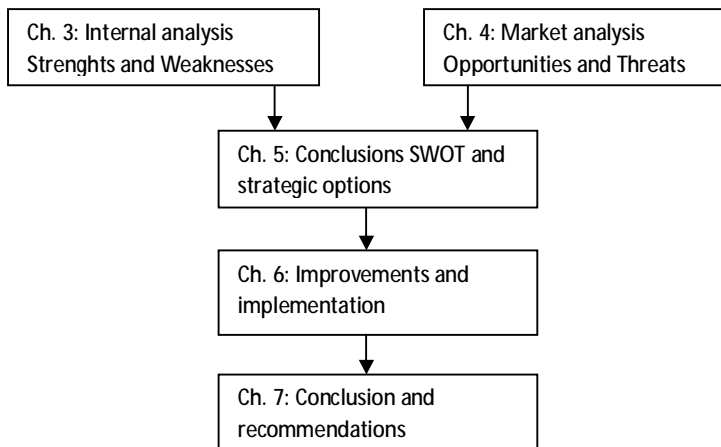 Ch. 3: Internal analysis
Strenghts and Weaknesses
Ch. 4: Market analysis
Opportunities and Threats
Ch. 5: Conclusions SWOT and
strategic options
Ch. 6: Improvements and
implementation
Ch. 7: Conclusion and
recommendations